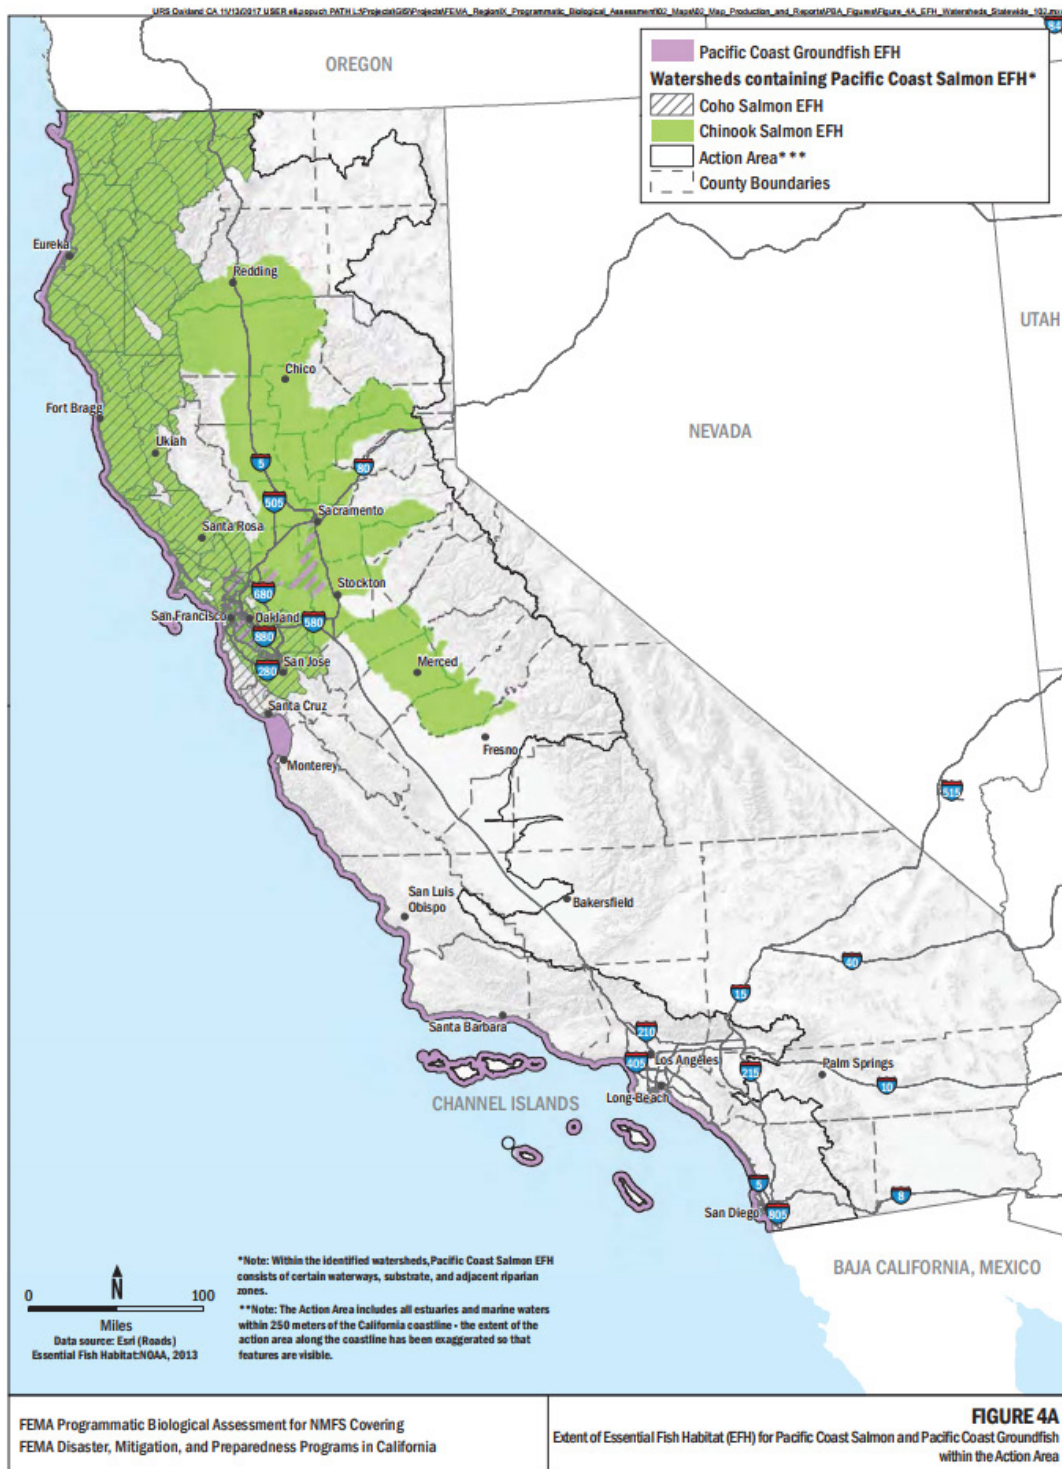 URS Oakland CA 11/13/2017 USER
OREGON
Pacific Coast Groundfish EFH
Watersheds containing Pacific Coast Salmon EFH*
Coho Salmon EFH
Chinook Salmon EFH
Action Area***
County Boundaries
Eureka
Redding
UTAH
Chico
Fort Bragg
NEVADA
Ukiah
5
80
505
Sacramento
Santa Rosa
680
Stockton
San Francisco
Oakland
580
880
San Jose
280
Merced
Santa Cruz
Fresno
Monterey
515
San Luis
Obispo
Bakersfield
40
15
Santa Barbara
210
405
Los Angeles
215
Palm Springs
10
Long Beach
CHANNEL ISLANDS
5
8
San Diego
805
BAJA CALIFORNIA, MEXICO
N
0 100
Miles
Data source: Esri (Roads)
Essential Fish Habitat:NOAA, 2013
*Note: Within the identified watersheds,Pacific Coast Salmon EFH
consists of certain waterways, substrate, and adjacent riparian
zones.
**Note: The Action Area includes all estuaries and marine waters
within 250 meters of the California coastline - the extent of the
action area along the coastline has been exaggerated so that
features are visible.
FEMA Programmatic Biological Assessment for NMFS Covering
FEMA Disaster, Mitigation, and Preparedness Programs in California
FIGURE 4A
Extent of Essential Fish Habitat (EFH) for Pacific Coast Salmon and Pacific Coast Groundfish
within the Action Area